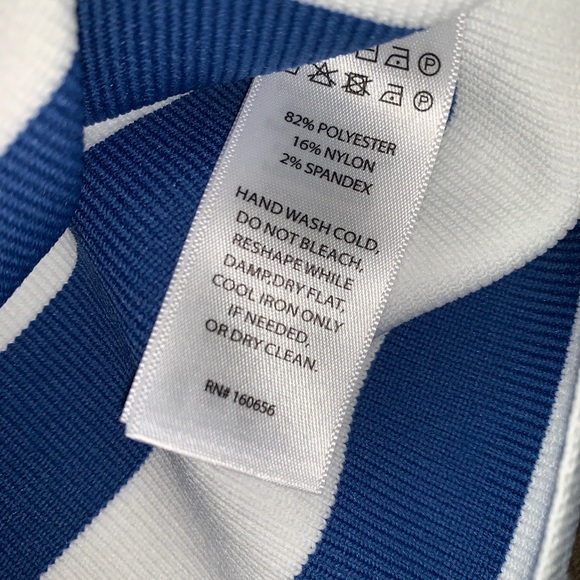 P
P
82% POLYESTER
16% NYLON
2% SPANDEX
HAND WASH COLD,
DO NOT BLEACH,
RESHAPE WHILE
DAMP,DRY FLAT,
COOL IRON ONLY
IF NEEDED,
OR DRY CLEAN.
RN# 160656